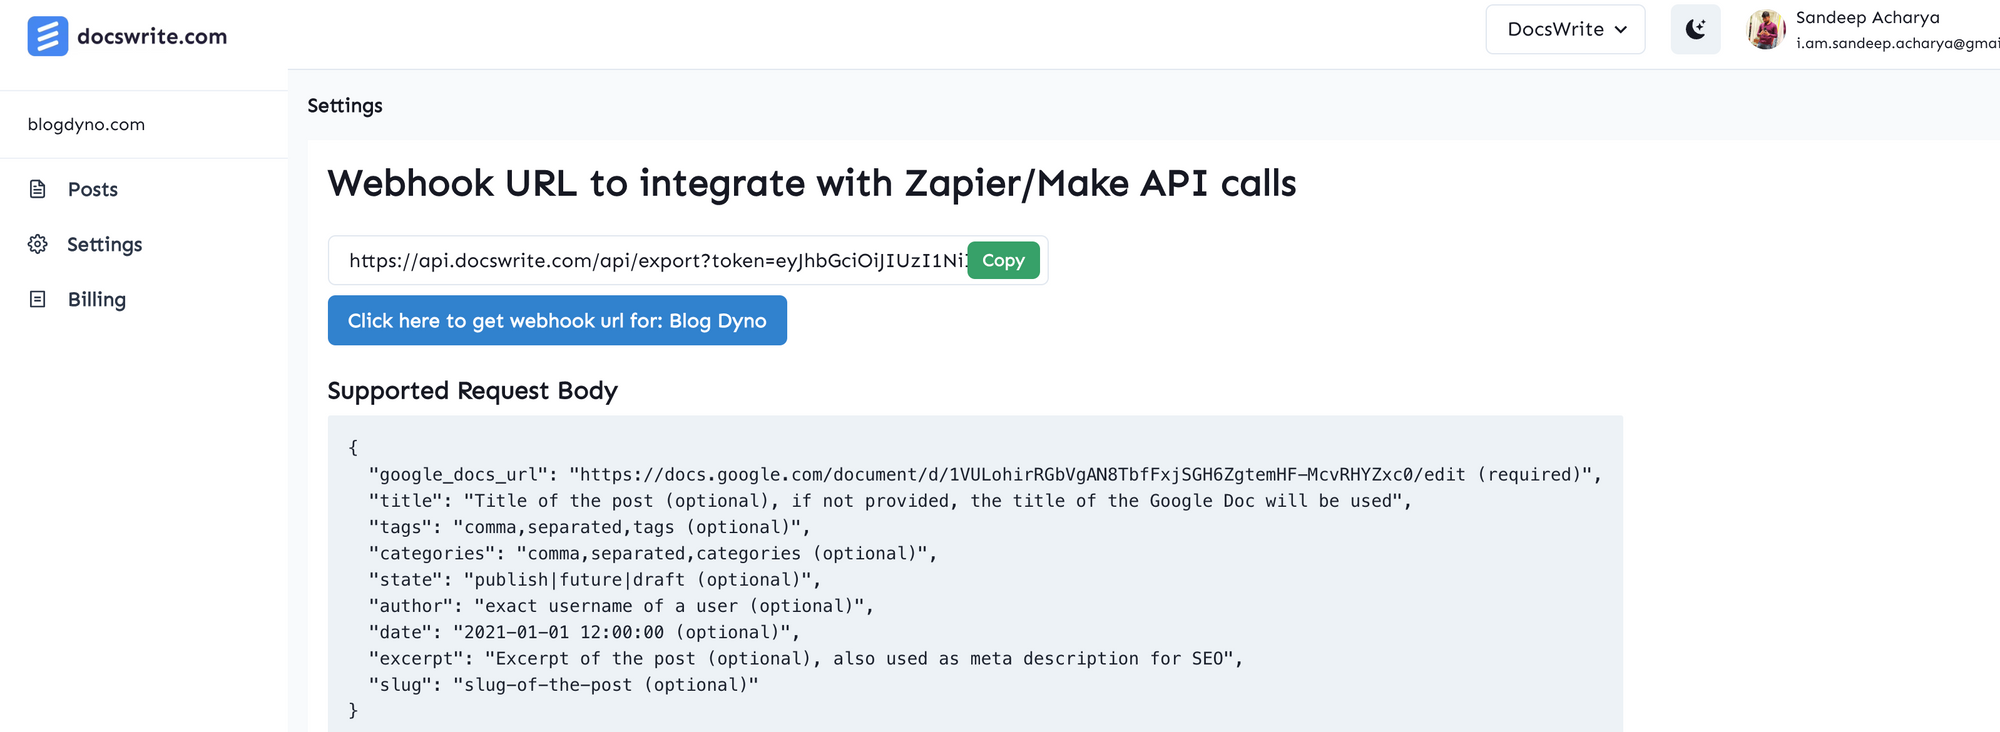 docswrite.com
DocsWrite
Sandeep Acharya
i.am.sandeep.acharya@gmai
blogdyno.com
Posts
Settings
Billing
Settings
Webhook URL to integrate with Zapier/Make API calls
https://api.docswrite.com/api/export?token=eyJhbGciOiJIUzI1Ni Copy
Click here to get webhook url for: Blog Dyno
Supported Request Body
{
"google_docs_url": "https://docs.google.com/document/d/1VULohirRGbVgAN8TbfFxjSGH6ZgtemHF-McvRHYZxc0/edit (required)",
"title": "Title of the post (optional), if not provided, the title of the Google Doc will be used",
"tags": "comma,separated,tags (optional)",
"categories": "comma,separated,categories (optional)",
"state": "publish|future|draft (optional)",
"author": "exact username of a user (optional)",
"date": "2021-01-01 12:00:00 (optional)",
"excerpt": "Excerpt of the post (optional), also used as meta description for SEO",
"slug": "slug-of-the-post (optional)"
}